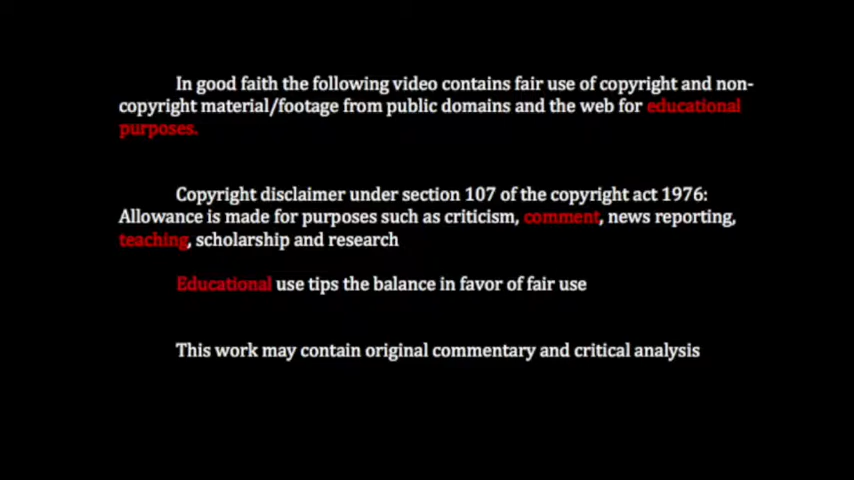 In good faith the following video contains fair use of copyright and non-
copyright material/footage from public domains and the web for educational
purposes.
Copyright disclaimer under section 107 of the copyright act 1976:
Allowance is made for purposes such as criticism, comment, news reporting,
teaching, scholarship and research
Educational use tips the balance in favor of fair use
This work may contain original commentary and critical analysis